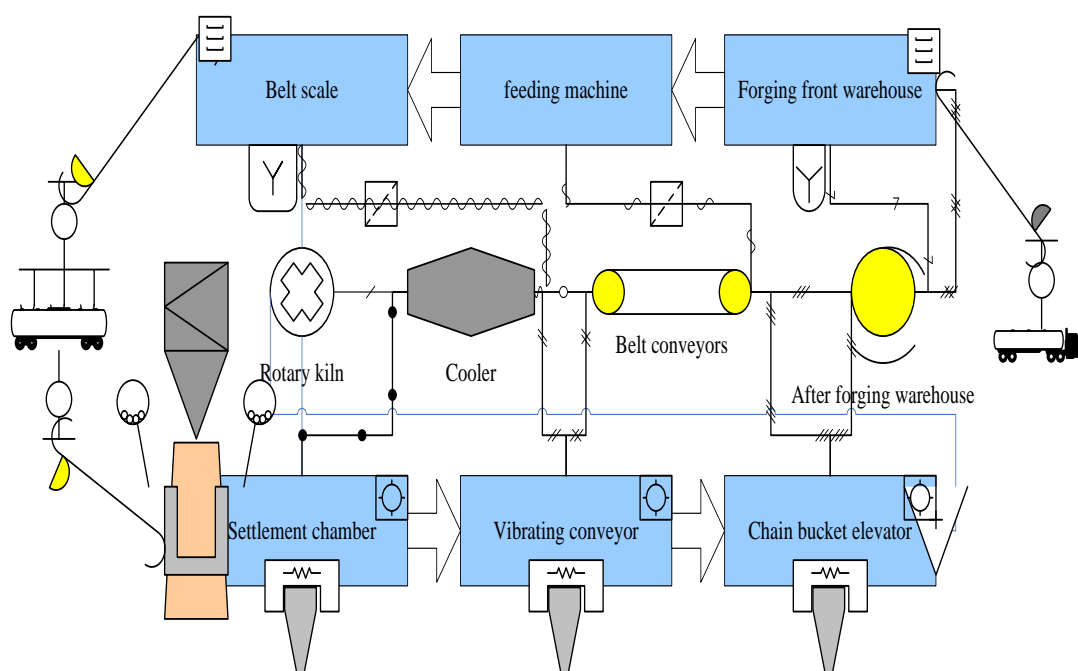 Belt scale
feeding machine
Forging front warehouse
Rotary kiln
Cooler
Belt conveyors
After forging warehouse
Settlement chamber
Vibrating conveyor
Chain bucket elevator